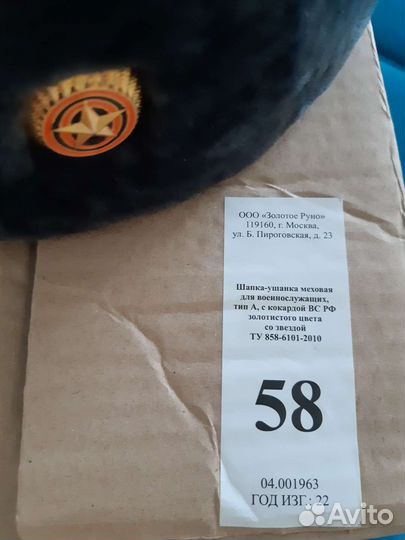 ООО «Золотое Руно»
119160, г. Москва,
ул. Б. Пироговская, д. 23
Шапка-ушанка меховая
для военнослужащих,
тип А, с кокардой ВС РФ
золотистого цвета
со звездой
ТУ 858-6101-2010
58
04.001963
ГОД ИЗГ.: 22
Avito